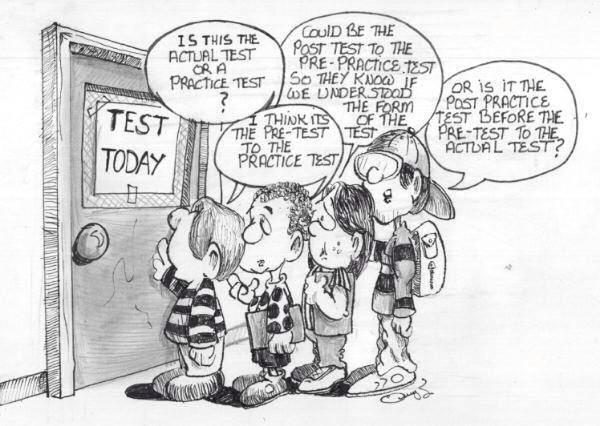 TEST
TODAY
IS THIS THE
ACTUAL TEST
OR A
PRACTICE TEST
?
I THINK ITS
THE PRE-TEST
TO THE
PRACTICE TEST
COULD BE THE
POST TEST TO THE
PRE-PRACTICE TEST
SO THEY KNOW IF
WE UNDERSTOOD
THE FORM
OF THE
TEST
OR IS IT THE
POST PRACTICE
TEST BEFORE THE
PRE-TEST TO THE
ACTUAL TEST?